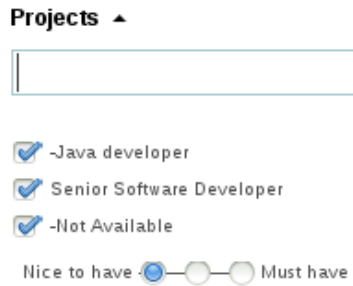 Projects
-Java developer
Senior Software Developer
-Not Available
Nice to have Must have